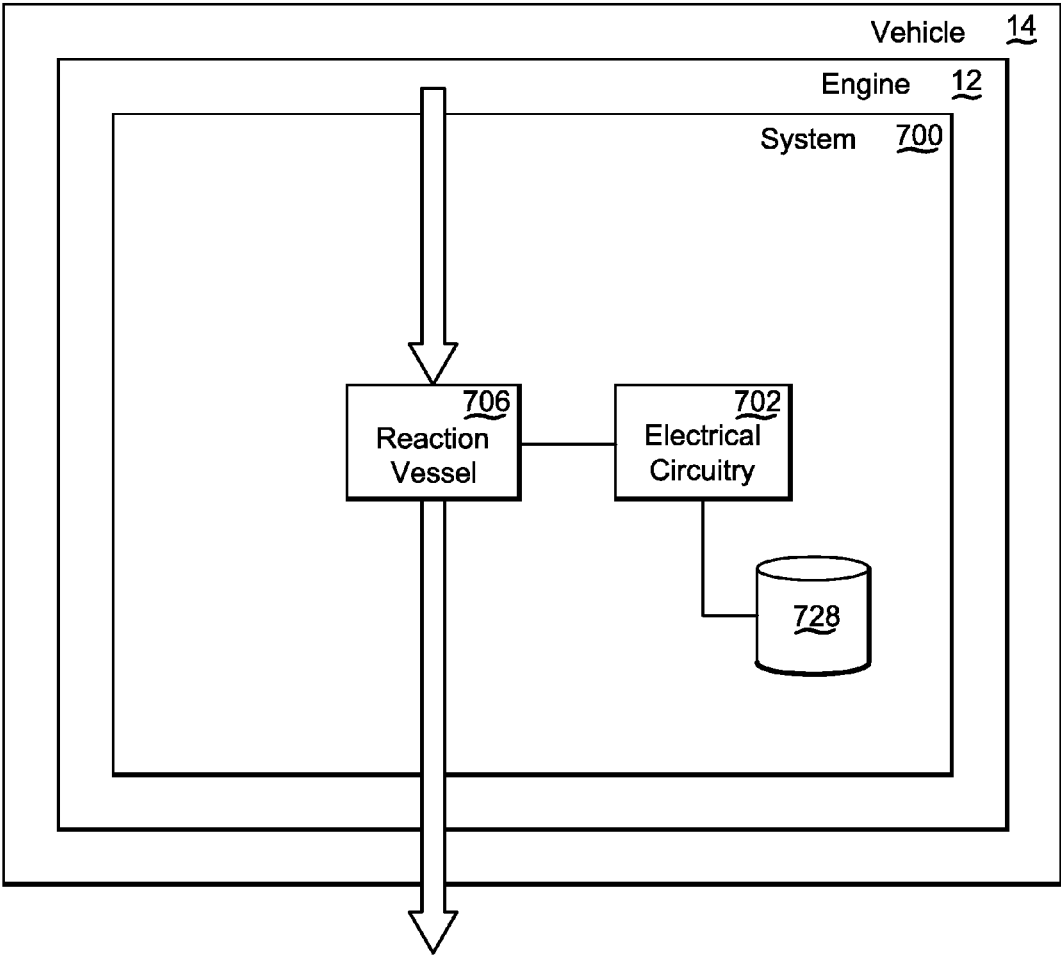 Vehicle 14
Engine 12
System 700
706
Reaction
Vessel
702
Electrical
Circuitry
728